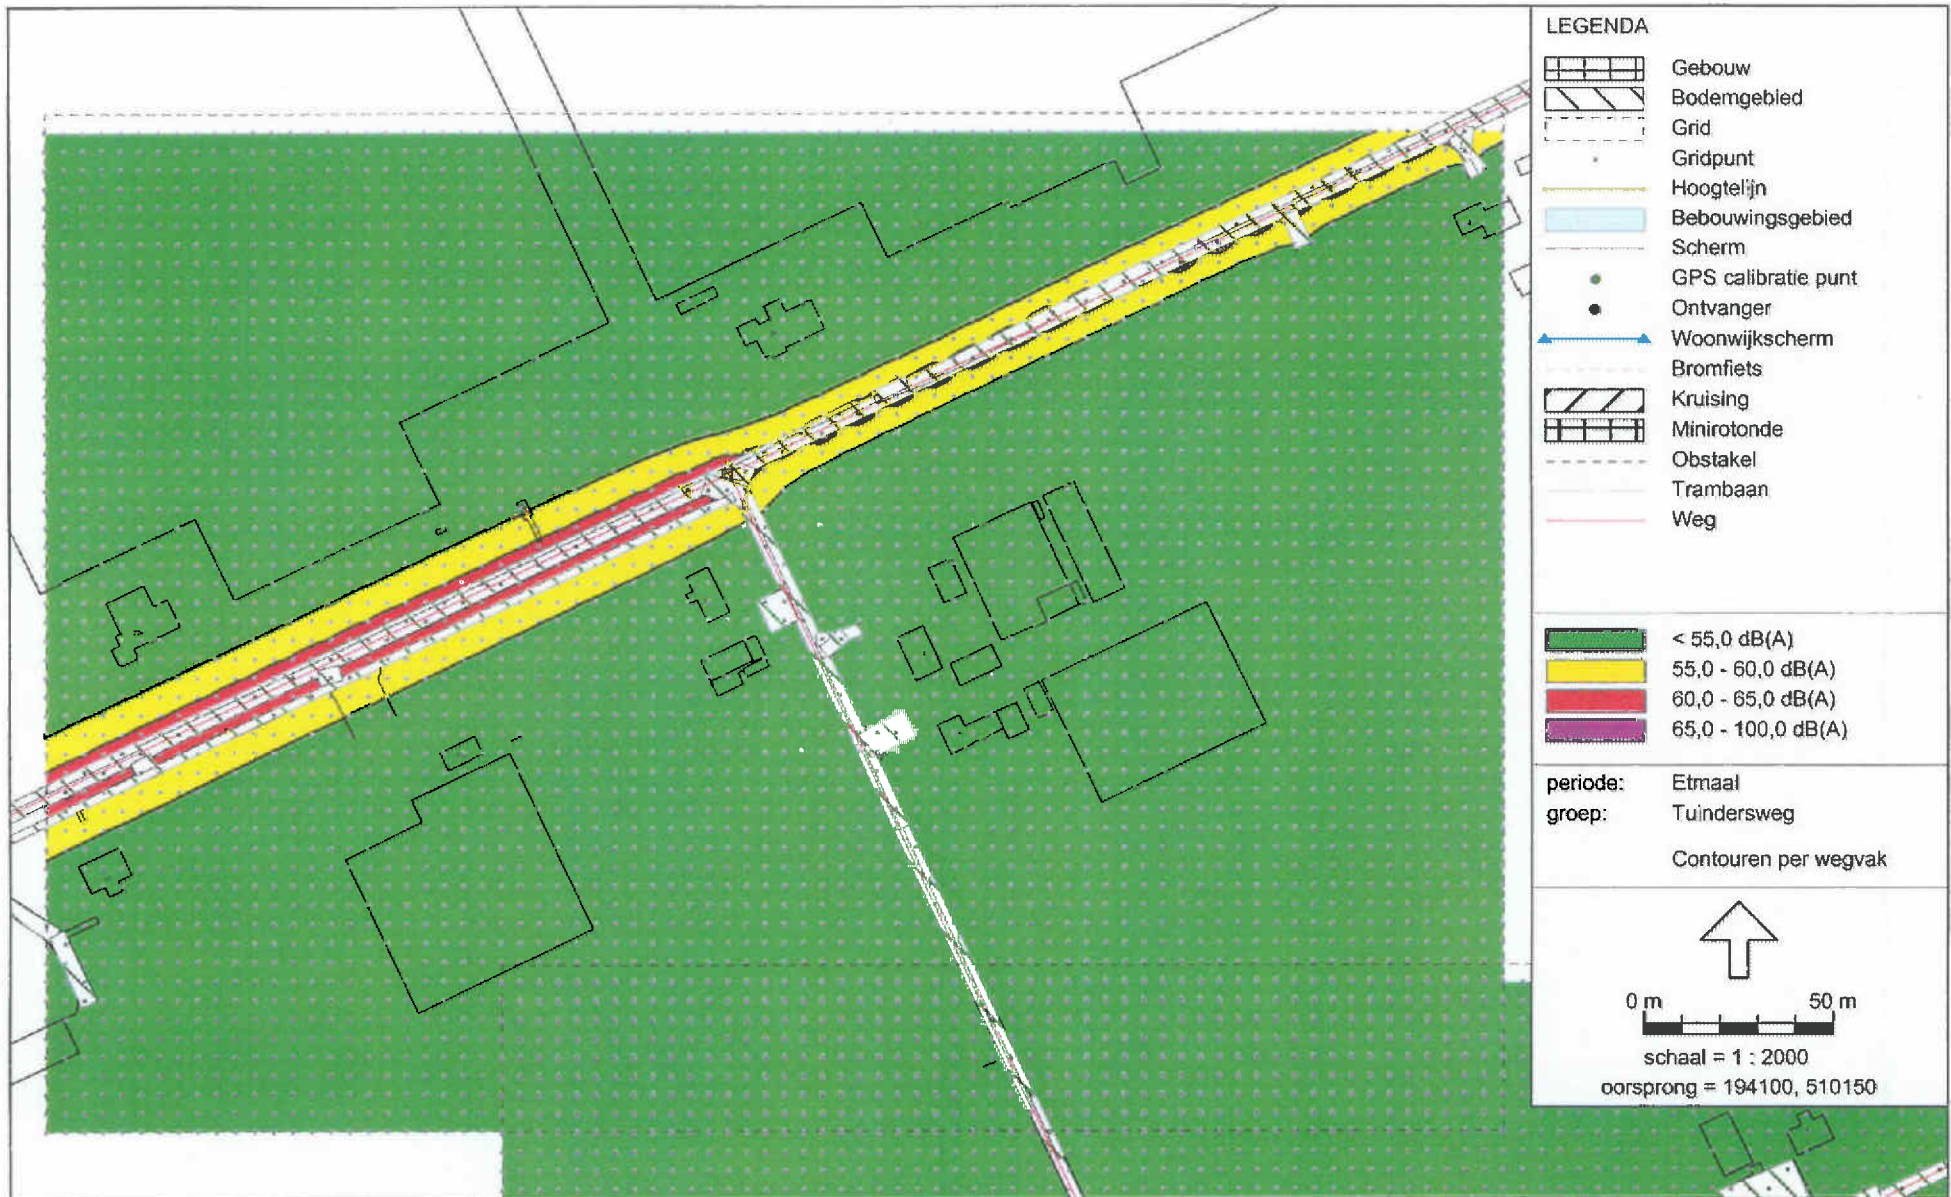 LEGENDA
Gebouw
Bodemgebied
Grid
Gridpunt
Hoogtelijn
Bebouwingsgebied
Scherm
GPS calibratie punt
Ontvanger
Woonwijkscherm
Bromfiets
Kruising
Minirotonde
Obstakel
Trambaan
Weg
< 55,0 dB(A)
55,0 - 60,0 dB(A)
60,0 - 65,0 dB(A)
65,0 - 100,0 dB(A)
periode: Etmaal
groep: Tuindersweg
Contouren per wegvak
0 m 50 m
schaal = 1 : 2000
oorsprong = 194100, 510150